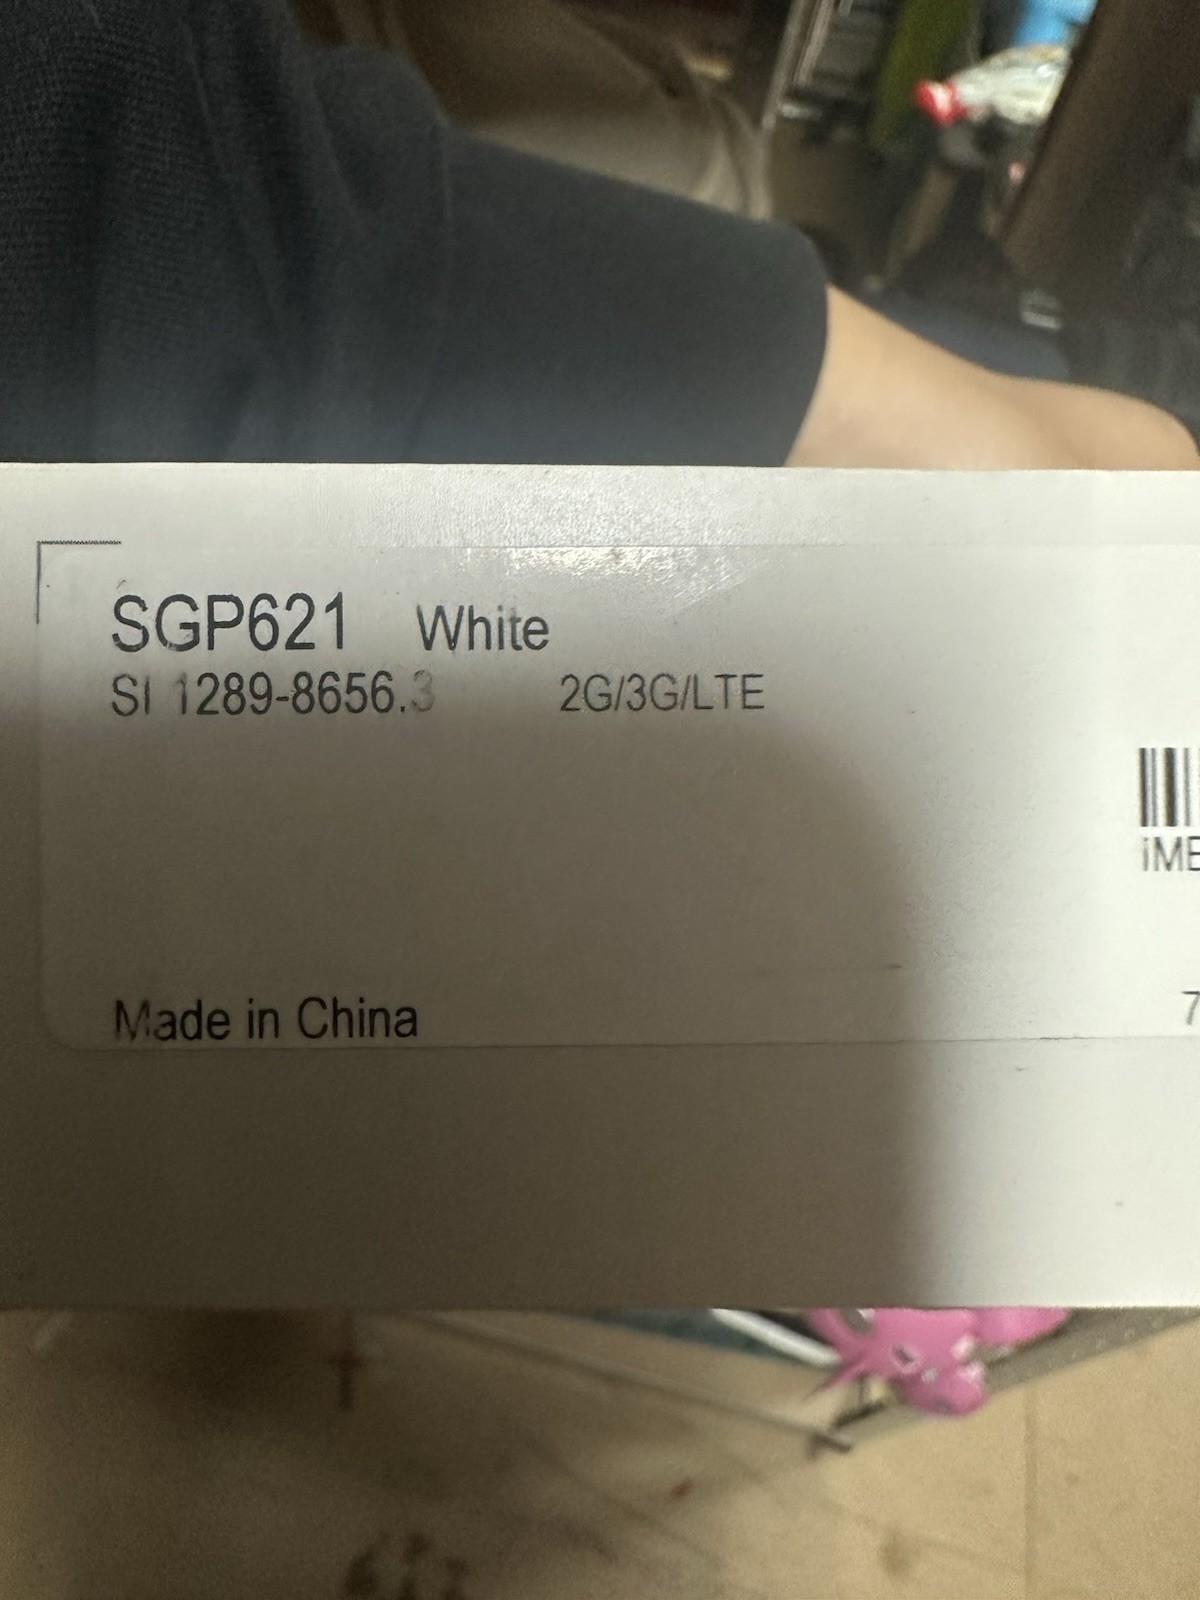 SGP621 White
SI 1289-8656.3 2G/3G/LTE
Made in China